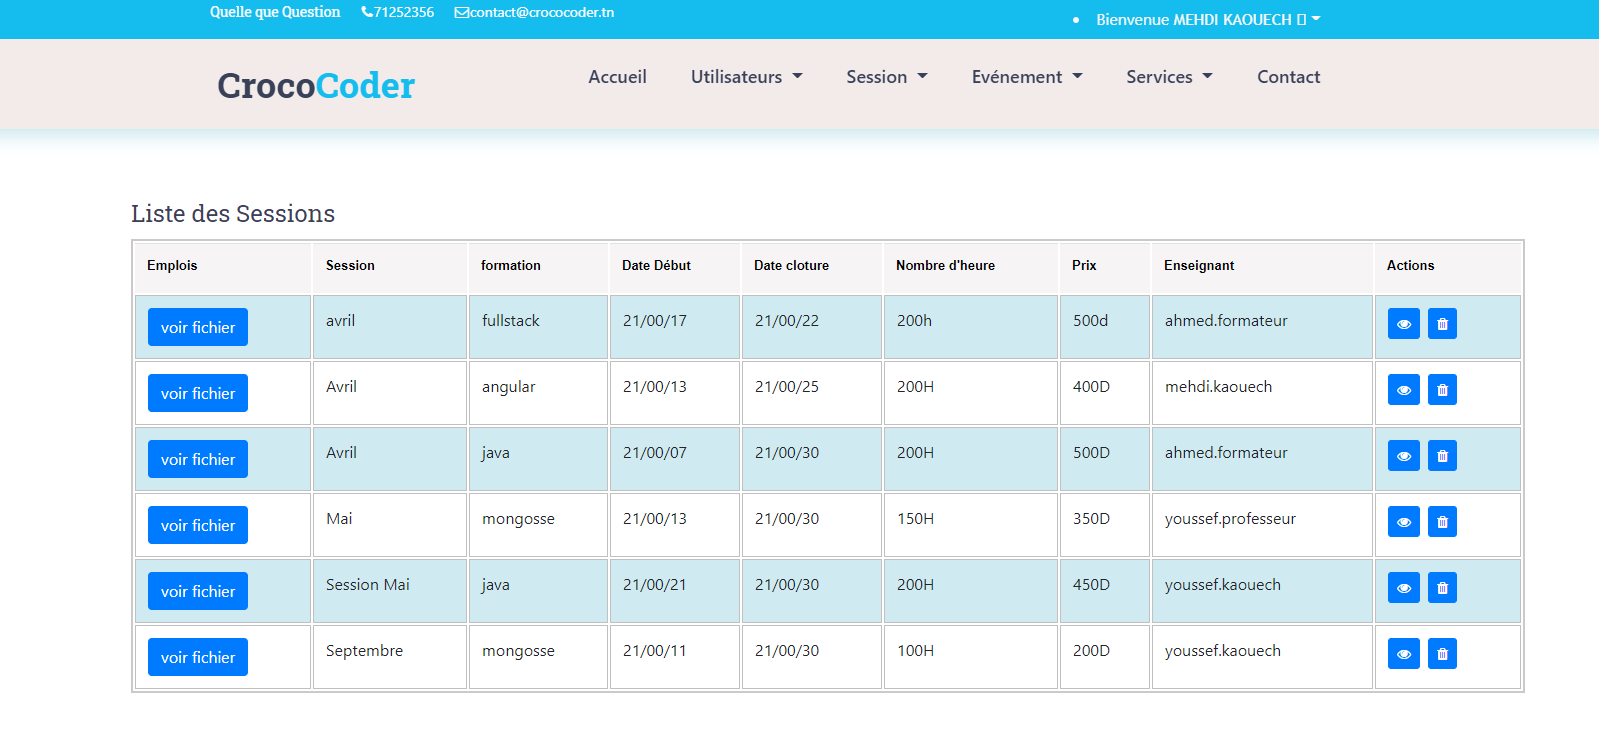 Quelle que Question 71252356 contact@crococoder.tn
Bienvenue MEHDI KAOUECH
CrocoCoder Accueil Utilisateurs Session Evénement Services Contact
Liste des Sessions
Emplois Session formation Date Début Date cloture Nombre d'heure Prix Enseignant Actions
voir fichier avril fullstack 21/00/17 21/00/22 200h 500d ahmed.formateur
voir fichier Avril angular 21/00/13 21/00/25 200H 400D mehdi.kaouech
voir fichier Avril java 21/00/07 21/00/30 200H 500D ahmed.formateur
voir fichier Mai mongosse 21/00/13 21/00/30 150H 350D youssef.professeur
voir fichier Session Mai java 21/00/21 21/00/30 200H 450D youssef.kaouech
voir fichier Septembre mongosse 21/00/11 21/00/30 100H 200D youssef.kaouech